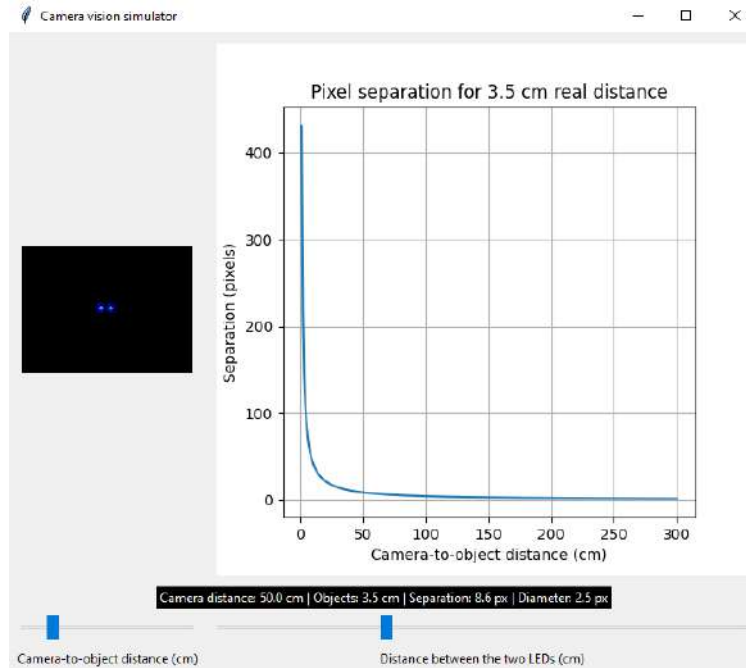 Camera vision simulator
Pixel separation for 3.5 cm real distance
400
300
200
100
0
Separation (pixels)
0 50 100 150 200 250 300
Camera-to-object distance (cm)
Camera distance: 50.0 cm | Objects: 3.5 cm | Separation: 8.6 px | Diameter: 2.5 px
Camera-to-object distance (cm)
Distance between the two LEDs (cm)